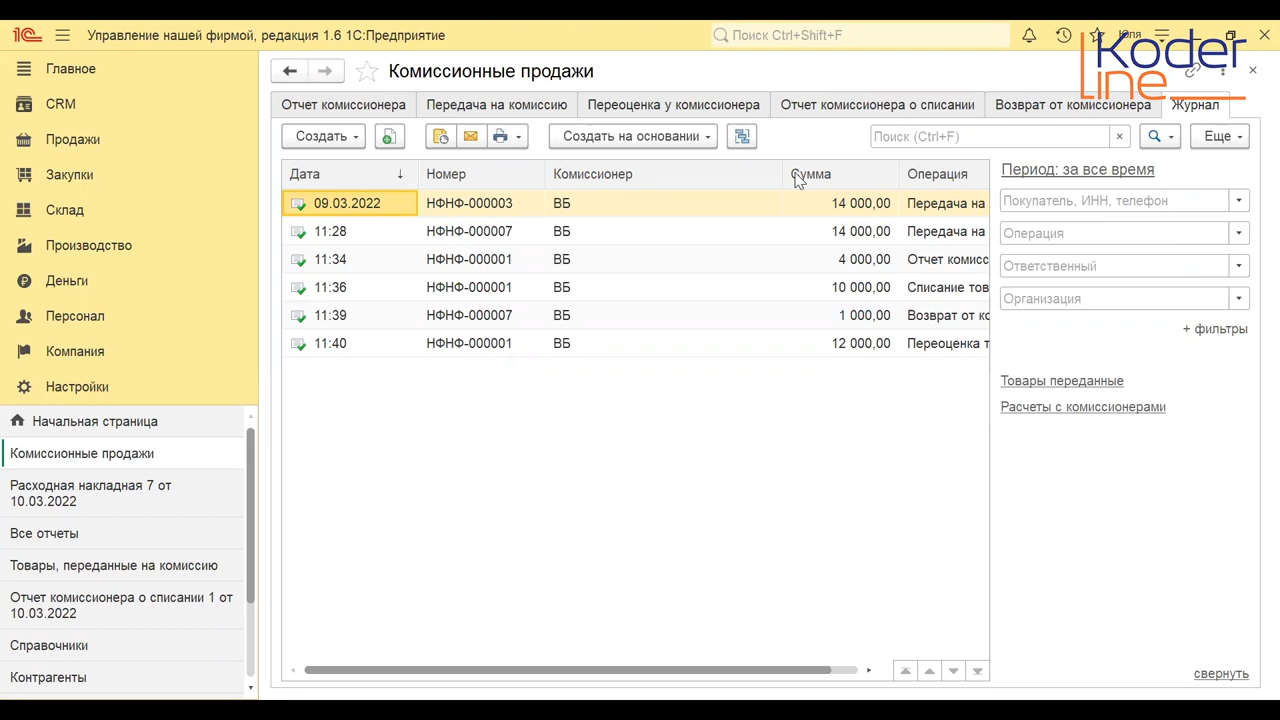 1С Управление нашей фирмой, редакция 1.6 1С:Предприятие Поиск Ctrl+Shift+F Юля
Koder line
Главное
CRM
Продажи
Закупки
Склад
Производство
Деньги
Персонал
Компания
Настройки
Начальная страница
Комиссионные продажи
Расходная накладная 7 от
10.03.2022
Все отчеты
Товары, переданные на комиссию
Отчет комиссионера о списании 1 от
10.03.2022
Справочники
Контрагенты
Комиссионные продажи
Отчет комиссионера Передача на комиссию Переоценка у комиссионера Отчет комиссионера о списании Возврат от комиссионера Журнал
Создать Создать на основании Поиск (Ctrl+F) × Еще
Дата ↓ Номер Комиссионер Сумма Операция
09.03.2022 НФНФ-000003 ВБ 14 000,00 Передача на
11:28 НФНФ-000007 ВБ 14 000,00 Передача на
11:34 НФНФ-000001 ВБ 4 000,00 Отчет комисс
11:36 НФНФ-000001 ВБ 10 000,00 Списание тов
11:39 НФНФ-000007 ВБ 1 000,00 Возврат от ко
11:40 НФНФ-000001 ВБ 12 000,00 Переоценка т
Период: за все время
Покупатель, ИНН, телефон
Операция
Ответственный
Организация
+ фильтры
Товары переданные
Расчеты с комиссионерами
свернуть